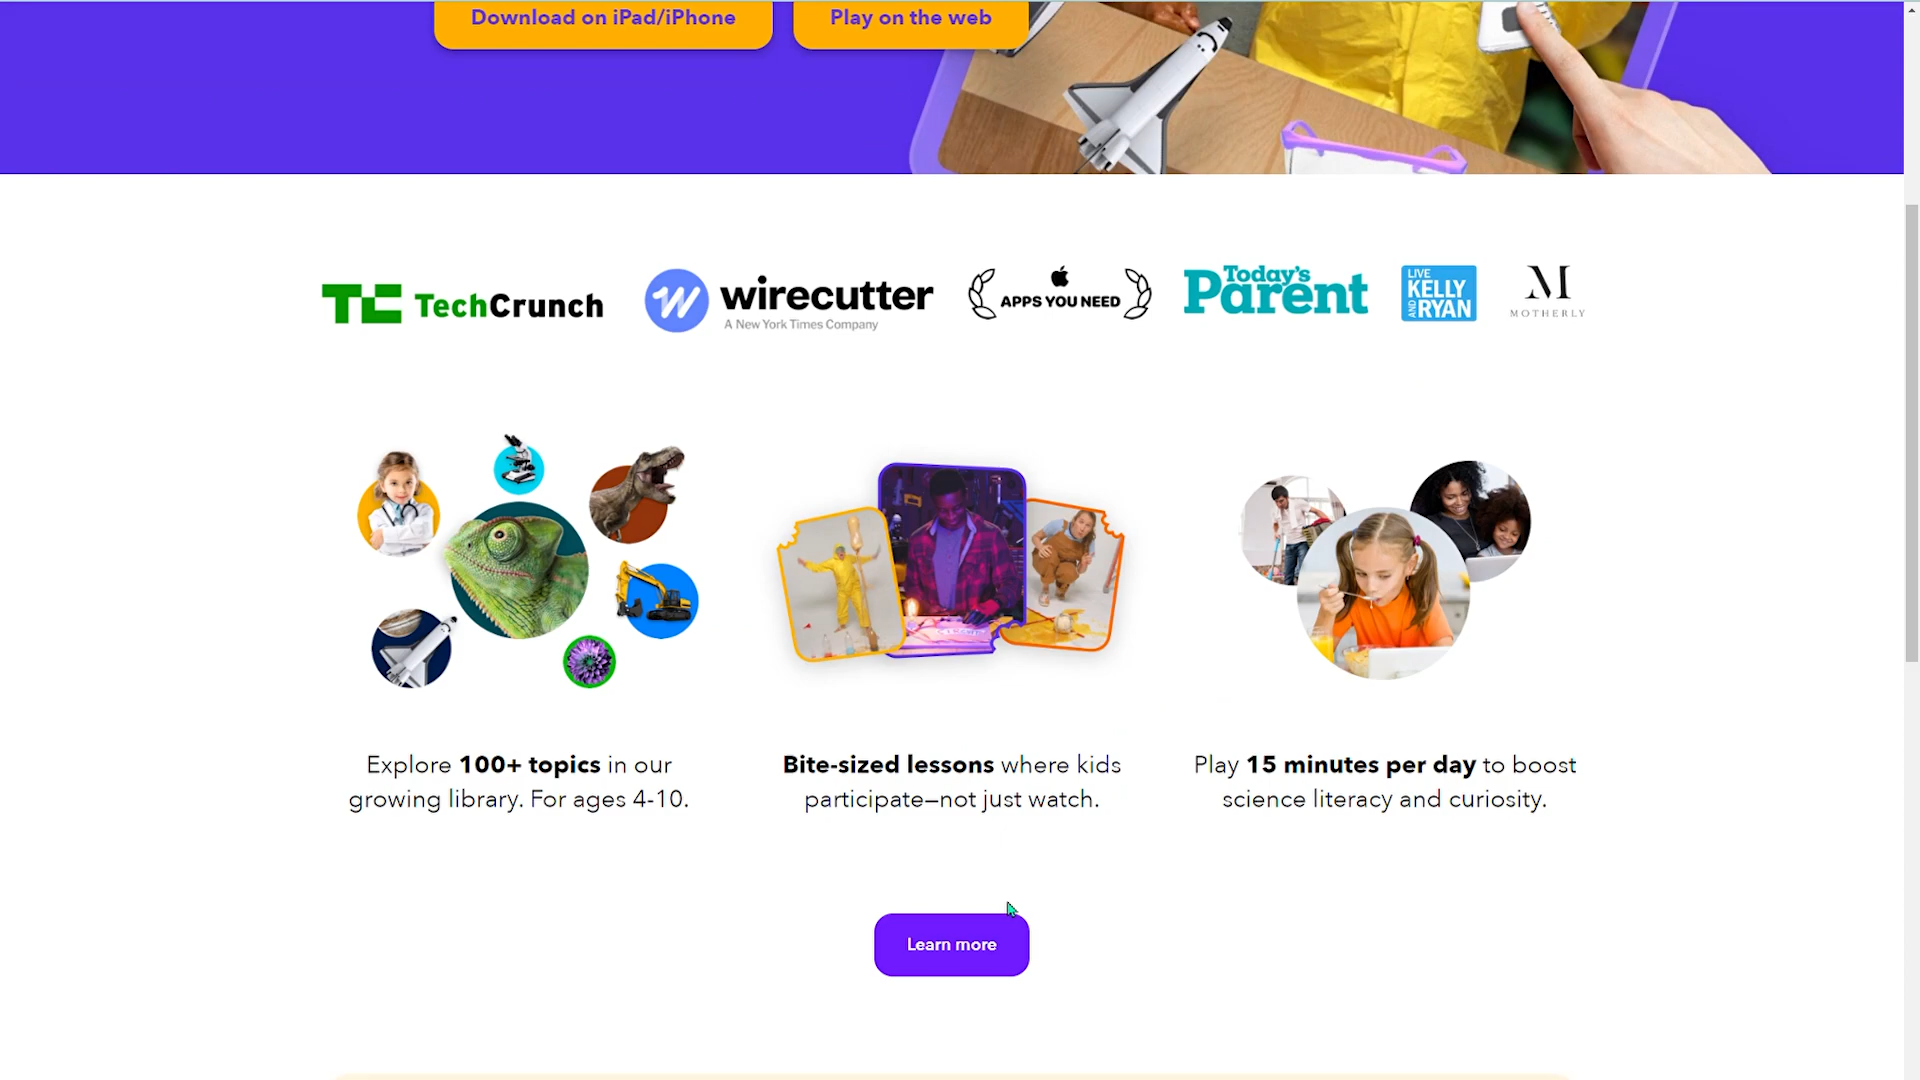 Download on iPad/iPhone
Play on the web
TC TechCrunch
W wirecutter
A New York Times Company
APPS YOU NEED
Today's
Parent
LIVE
KELLY
AND RYAN
M
MOTHERLY
Explore 100+ topics in our
growing library. For ages 4-10.
Bite-sized lessons where kids
participate—not just watch.
Play 15 minutes per day to boost
science literacy and curiosity.
Learn more